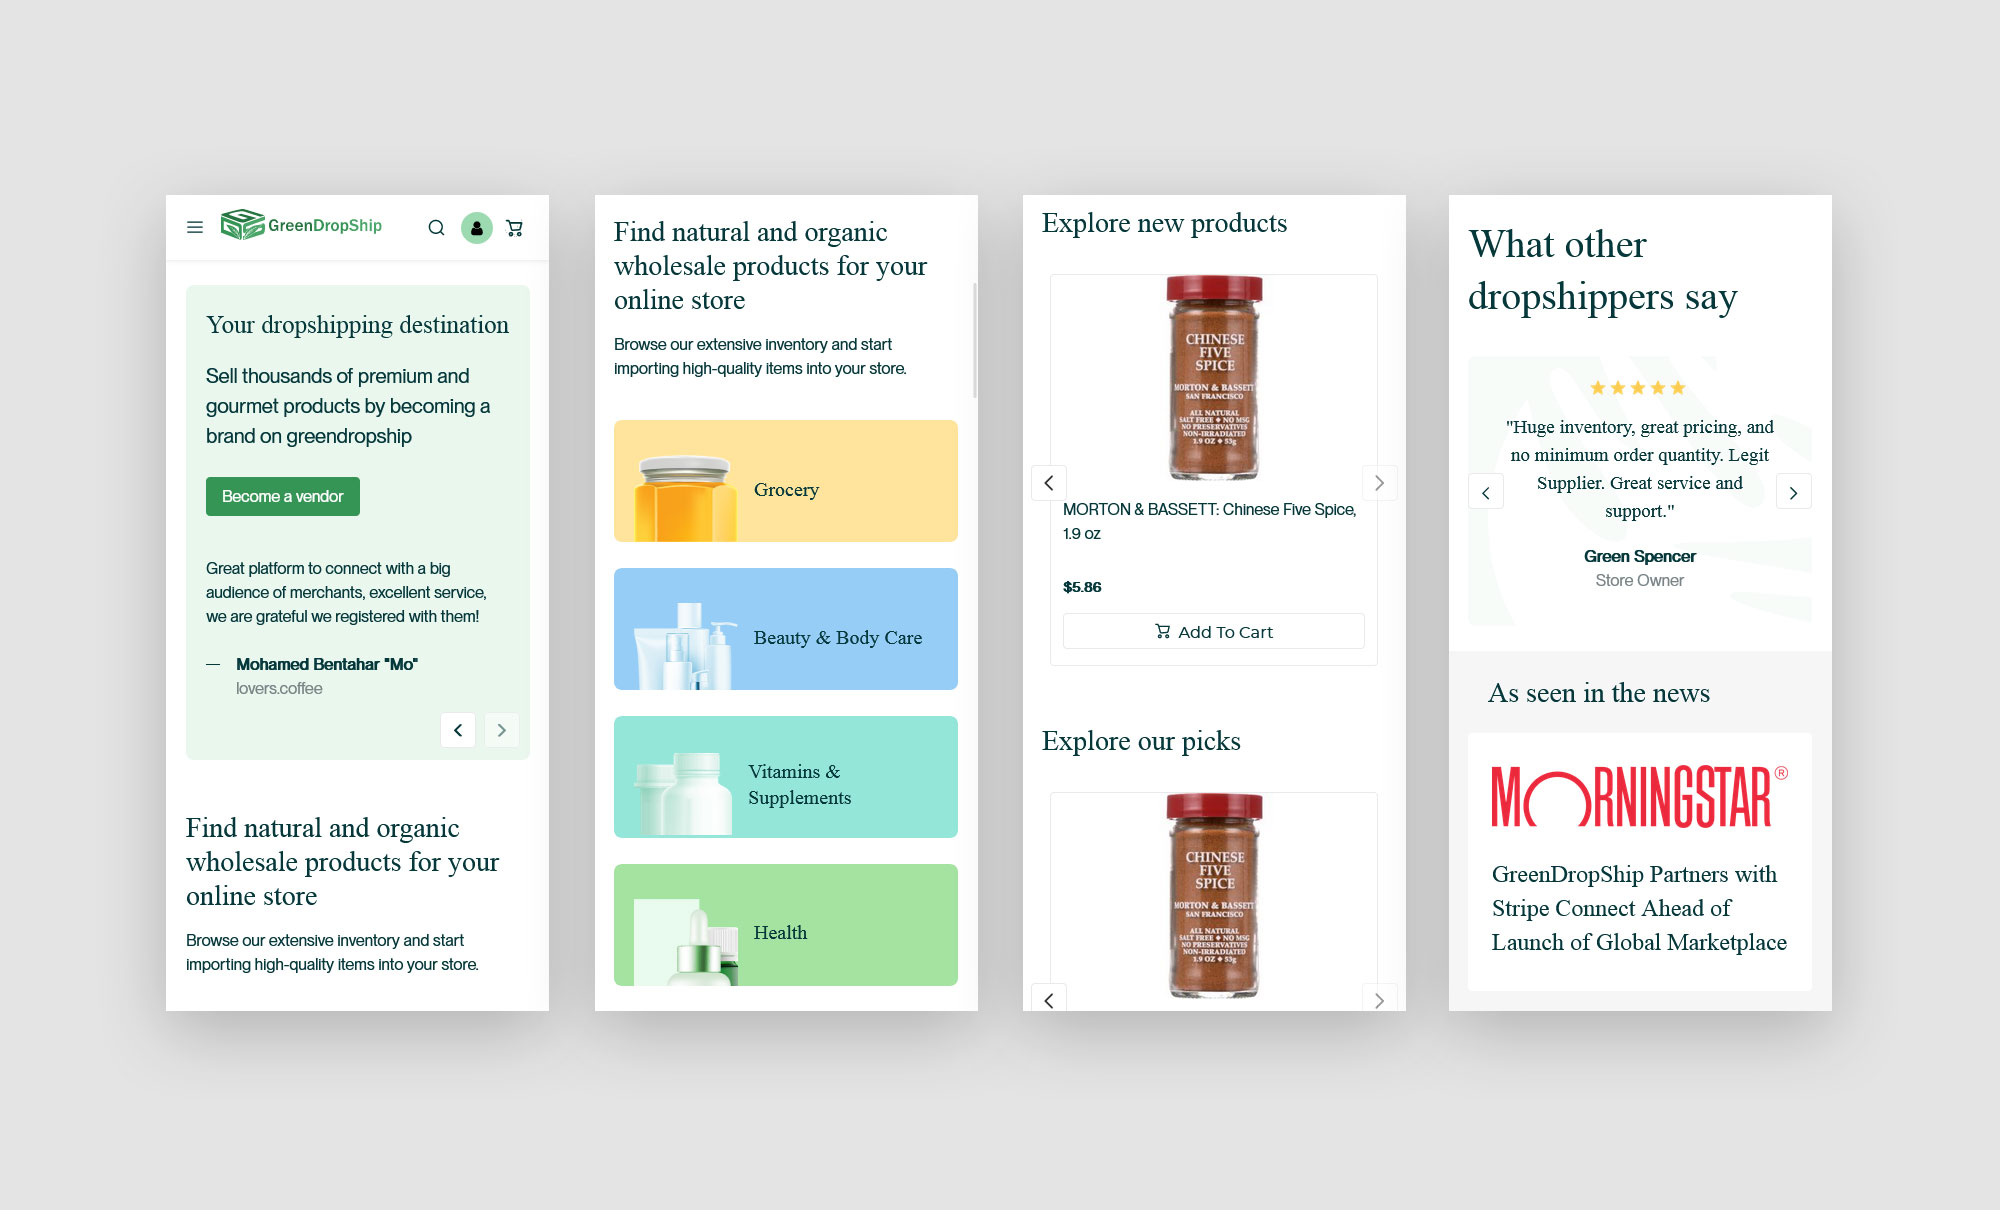 GreenDropShip
Your dropshipping destination
Sell thousands of premium and
gourmet products by becoming a
brand on greendropship
Become a vendor
Great platform to connect with a big
audience of merchants, excellent service,
we are grateful we registered with them!
— Mohamed Bentahar "Mo"
lovers.coffee
Find natural and organic
wholesale products for your
online store
Browse our extensive inventory and start
importing high-quality items into your store.
Find natural and organic
wholesale products for your
online store
Browse our extensive inventory and start
importing high-quality items into your store.
Grocery
Beauty & Body Care
Vitamins &
Supplements
Health
Explore new products
CHINESE
FIVE
SPICE
MORTON & BASSETT
SAN FRANCISCO
ALL NATURAL
SALT FREE ◆ NO MSG
NO PRESERVATIVES
NON-IRRADIATED
1.9 OZ ◆ 53g
MORTON & BASSETT: Chinese Five Spice,
1.9 oz
$5.86
Add To Cart
Explore our picks
CHINESE
FIVE
SPICE
MORTON & BASSETT
SAN FRANCISCO
ALL NATURAL
SALT FREE ◆ NO MSG
NO PRESERVATIVES
NON-IRRADIATED
1.9 OZ ◆ 53g
What other
dropshippers say
"Huge inventory, great pricing, and
no minimum order quantity. Legit
Supplier. Great service and
support."
Green Spencer
Store Owner
As seen in the news
MORNINGSTAR®
GreenDropShip Partners with
Stripe Connect Ahead of
Launch of Global Marketplace